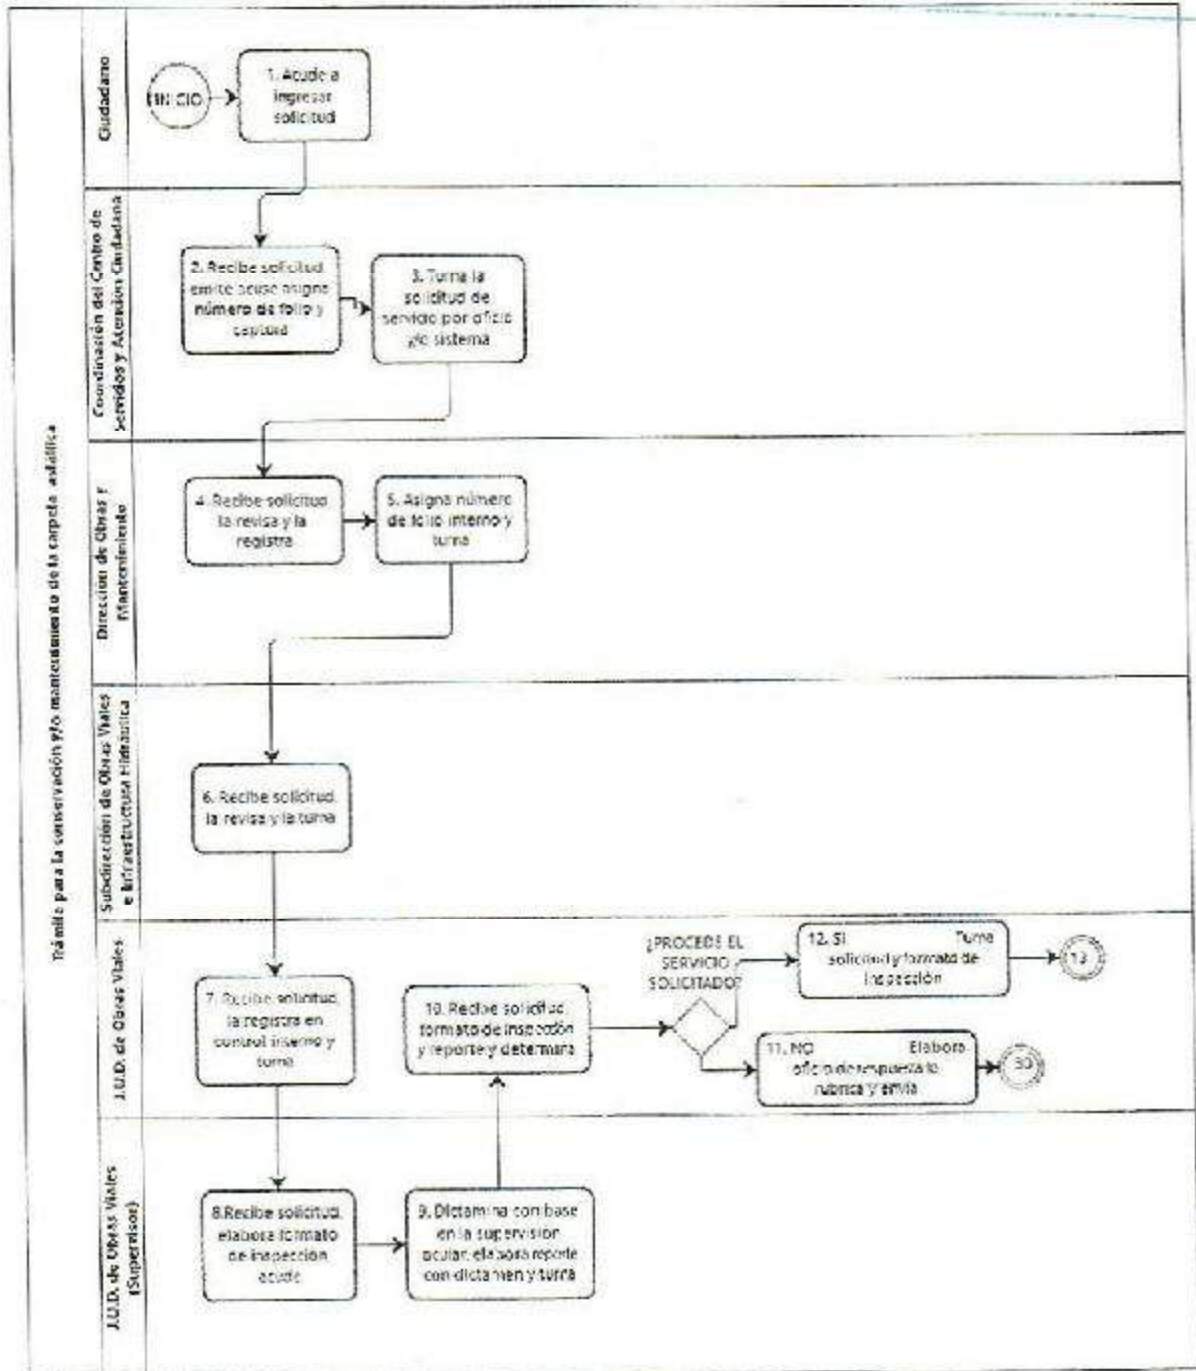 Trámite para la conservación y/o mantenimiento de la carpeta asfáltica
Ciudadano
INICIO
1. Acude a
ingresar
solicitud
Coordinación del Centro de
Servicios y Atención Ciudadana
2. Recibe solicitud,
emite acuse asigna
número de folio y
captura
3. Turna la
solicitud de
servicio por oficio
y/o sistema
Dirección de Obras y
Mantenimiento
4. Recibe solicitud
la revisa y la
registra
5. Asigna número
de folio interno y
turna
Subdirección de Obras Viales
e Infraestructura Hidráulica
6. Recibe solicitud,
la revisa y la turna
J.U.D. de Obras Viales
7. Recibe solicitud,
la registra en
control interno y
turna
10. Recibe solicitud,
formato de inspección
y reporte y determina
¿PROCEDE EL
SERVICIO
SOLICITADO?
12. SI Turna
solicitud y formato de
inspección
13
11. NO Elabora
oficio de respuesta lo
rubrica y envía
30
J.U.D. de Obras Viales
(Supervisor)
8.Recibe solicitud,
elabora formato
de inspección
acude
9. Dictamina con base
en la supervisión
ocular, elabora reporte
con dictamen y turna